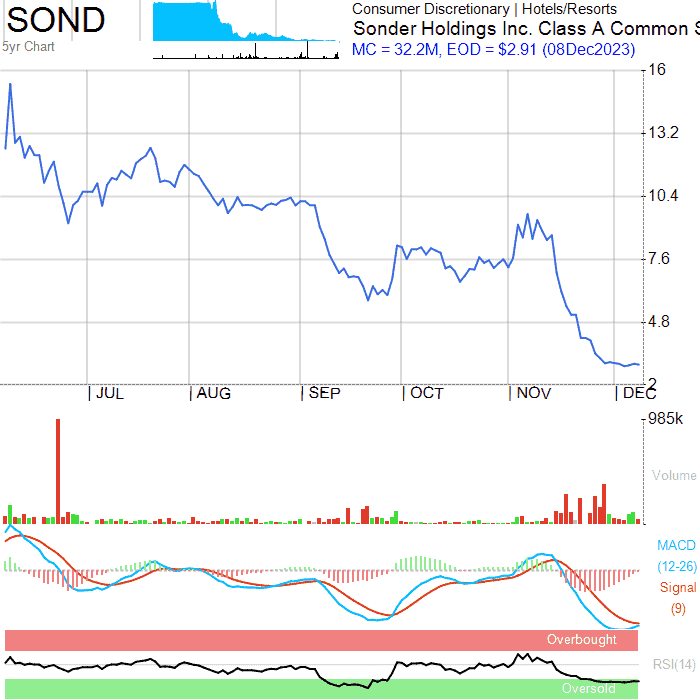 SOND
5yr Chart
Consumer Discretionary | Hotels/Resorts
Sonder Holdings Inc. Class A Common S
MC = 32.2M, EOD = $2.91 (08Dec2023)
16
13.2
10.4
7.6
4.8
2
JUL AUG SEP OCT NOV DEC
985k
Volume
MACD
(12-26)
Signal
(9)
Overbought
RSI(14)
Oversold